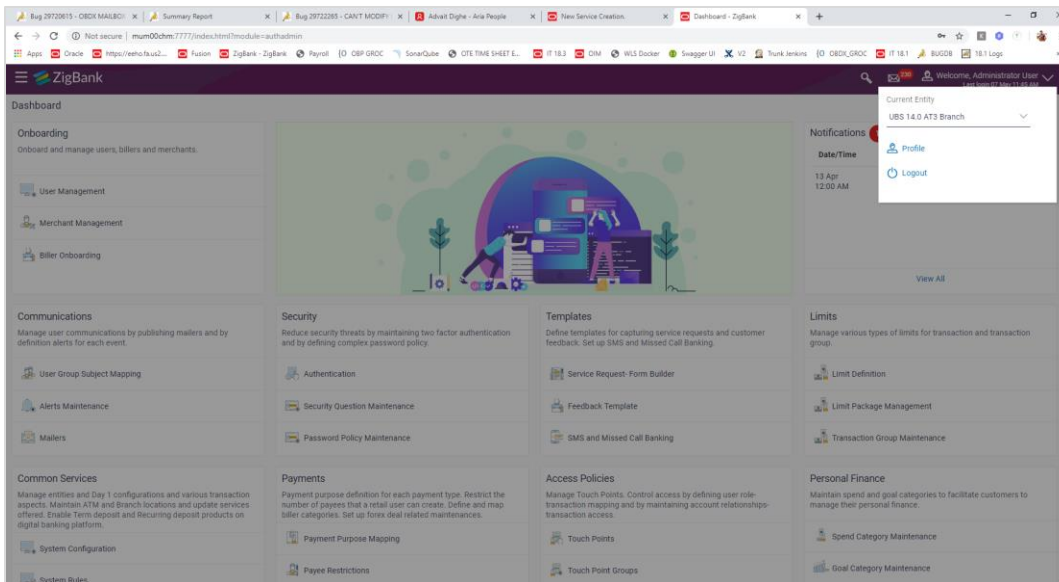 Bug 29720615 - OBDX MAILBOX
Summary Report
Bug 29722265 - CAN'T MODIFY
Advait Dighe - Aria People
New Service Creation.
Dashboard - ZigBank
Not secure | mum00chm:7777/index.html?module=authadmin
Apps
Oracle
https://eeho.fa.us2...
Fusion
ZigBank - ZigBank
Payroll
OBP GROC
SonarQube
OTE TIME SHEET E...
IT 18.3
OIM
WLS Docker
Swagger UI
V2
Trunk Jenkins
OBDX_GROC
IT 18.1
BUGDB
18.1 Logs
ZigBank
Welcome, Administrator User
Last login 07 May 11:45 AM
Dashboard
Current Entity
UBS 14.0 AT3 Branch
Profile
Logout
Onboarding
Onboard and manage users, billers and merchants.
User Management
Merchant Management
Biller Onboarding
Notifications
Date/Time
13 Apr
12:00 AM
View All
Communications
Manage user communications by publishing mailers and by
definition alerts for each event.
User Group Subject Mapping
Alerts Maintenance
Mailers
Security
Reduce security threats by maintaining two factor authentication
and by defining complex password policy.
Authentication
Security Question Maintenance
Password Policy Maintenance
Templates
Define templates for capturing service requests and customer
feedback. Set up SMS and Missed Call Banking.
Service Request- Form Builder
Feedback Template
SMS and Missed Call Banking
Limits
Manage various types of limits for transaction and transaction
group.
Limit Definition
Limit Package Management
Transaction Group Maintenance
Common Services
Manage entities and Day 1 configurations and various transaction
aspects. Maintain ATM and Branch locations and update services
offered. Enable Term deposit and Recurring deposit products on
digital banking platform.
System Configuration
System Rules
Payments
Payment purpose definition for each payment type. Restrict the
number of payees that a retail user can create. Define and map
biller categories. Set up forex deal related maintenances.
Payment Purpose Mapping
Payee Restrictions
Access Policies
Manage Touch Points. Control access by defining user role-
transaction mapping and by maintaining account relationships-
transaction access.
Touch Points
Touch Point Groups
Personal Finance
Maintain spend and goal categories to facilitate customers to
manage their personal finance.
Spend Category Maintenance
Goal Category Maintenance